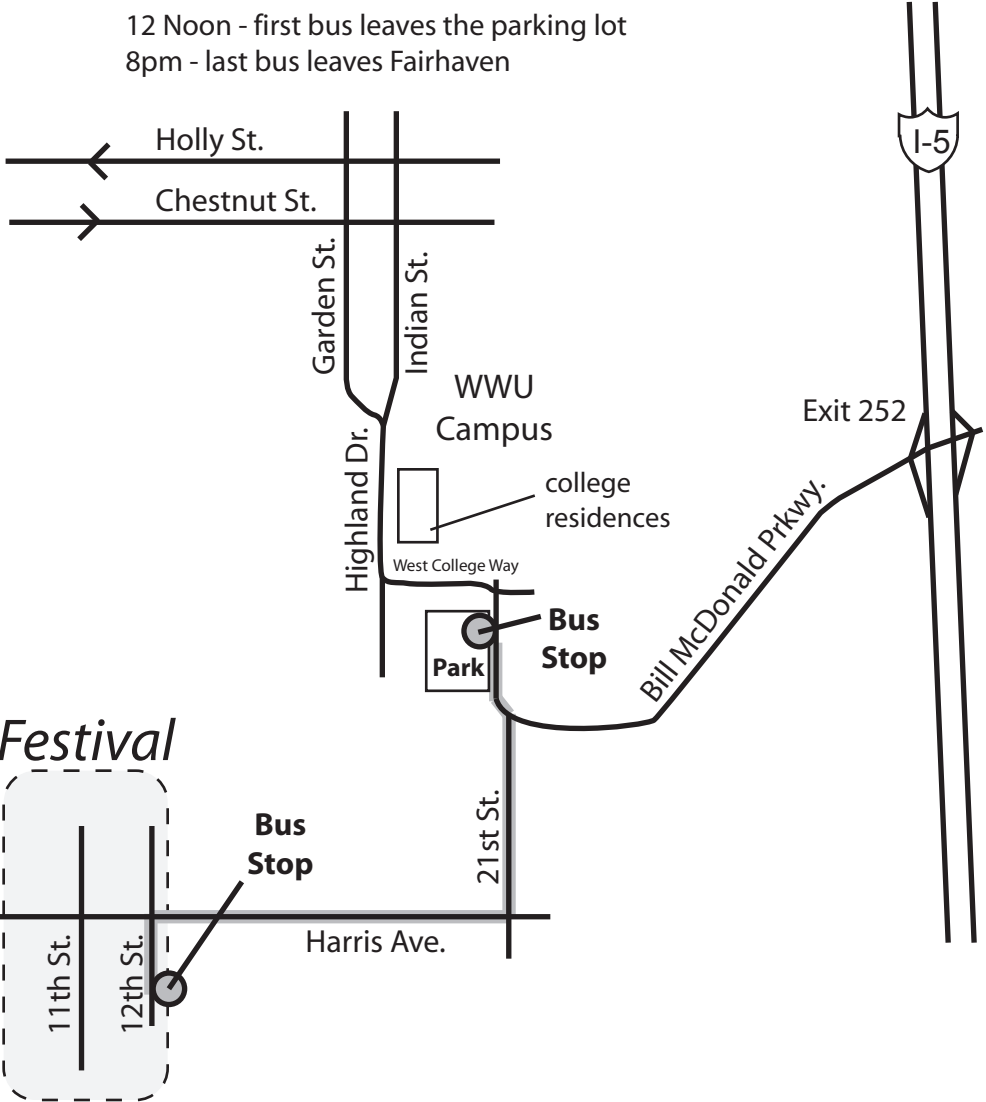 12 Noon - first bus leaves the parking lot
8pm - last bus leaves Fairhaven
Holly St.
Chestnut St.
I-5
Garden St.
Indian St.
WWU
Campus
Exit 252
Highland Dr.
college
residences
West College Way
Bill McDonald Prkwy.
Bus
Stop
Park
Festival
Bus
Stop
21st St.
Harris Ave.
11th St.
12th St.